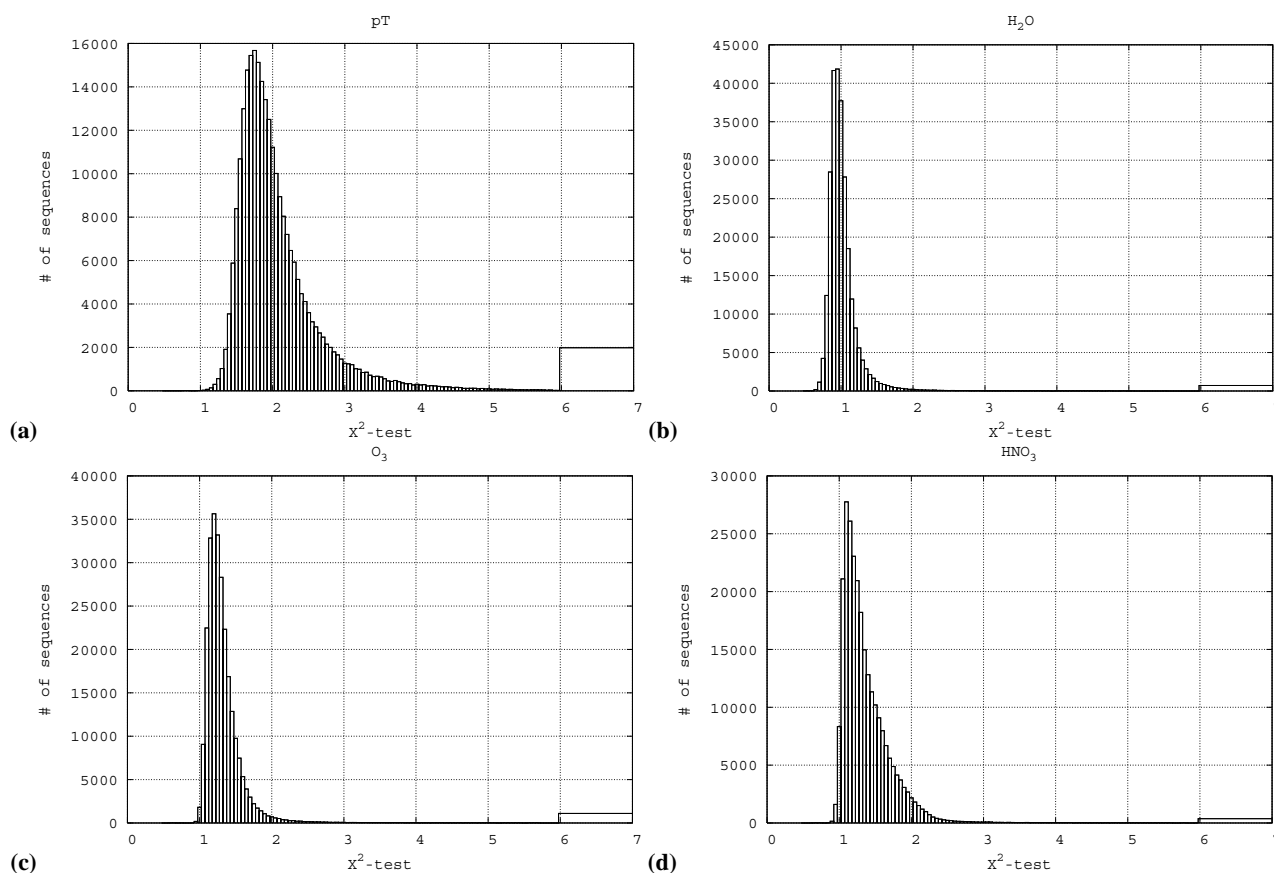 pT
16000
14000
12000
10000
8000
6000
4000
2000
0
# of sequences
0 1 2 3 4 5 6 7
X²-test
(a)
H₂O
45000
40000
35000
30000
25000
20000
15000
10000
5000
0
# of sequences
0 1 2 3 4 5 6 7
X²-test
(b)
O₃
40000
35000
30000
25000
20000
15000
10000
5000
0
# of sequences
0 1 2 3 4 5 6 7
X²-test
(c)
HNO₃
30000
25000
20000
15000
10000
5000
0
# of sequences
0 1 2 3 4 5 6 7
X²-test
(d)